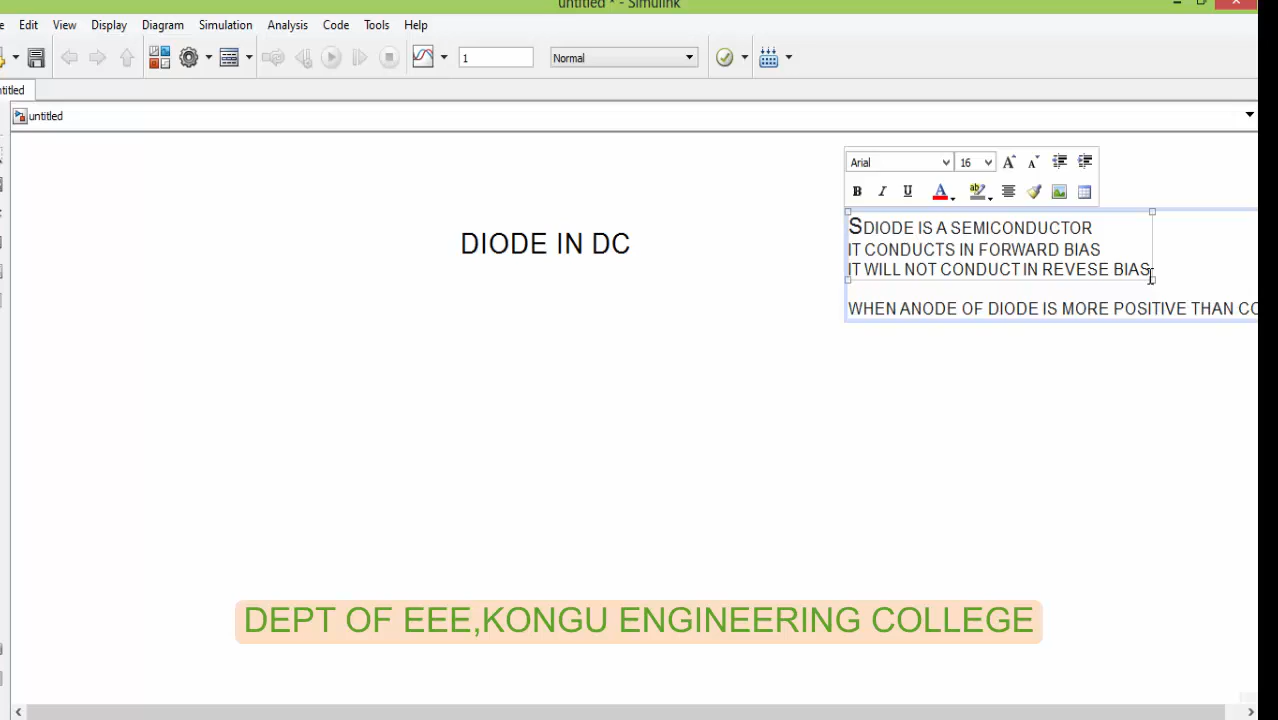 untitled * - Simulink
Edit View Display Diagram Simulation Analysis Code Tools Help
1 Normal
untitled
Arial 16
B I U A ab
DIODE IN DC
SDIODE IS A SEMICONDUCTOR
IT CONDUCTS IN FORWARD BIAS
IT WILL NOT CONDUCT IN REVESE BIAS
WHEN ANODE OF DIODE IS MORE POSITIVE THAN
DEPT OF EEE,KONGU ENGINEERING COLLEGE